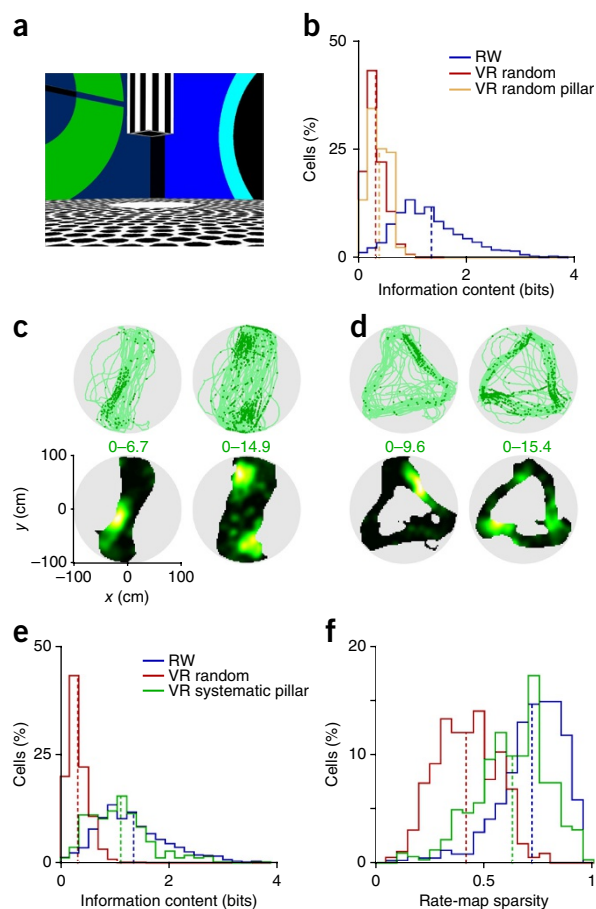 a
b
50
25
0
Cells (%)
RW
VR random
VR random pillar
0 2 4
Information content (bits)
c
d
0–6.7 0–14.9
0–9.6 0–15.4
100
0
–100
y (cm)
–100 0 100
x (cm)
e
50
25
0
Cells (%)
RW
VR random
VR systematic pillar
0 2 4
Information content (bits)
f
20
10
0
Cells (%)
0 0.5 1
Rate-map sparsity